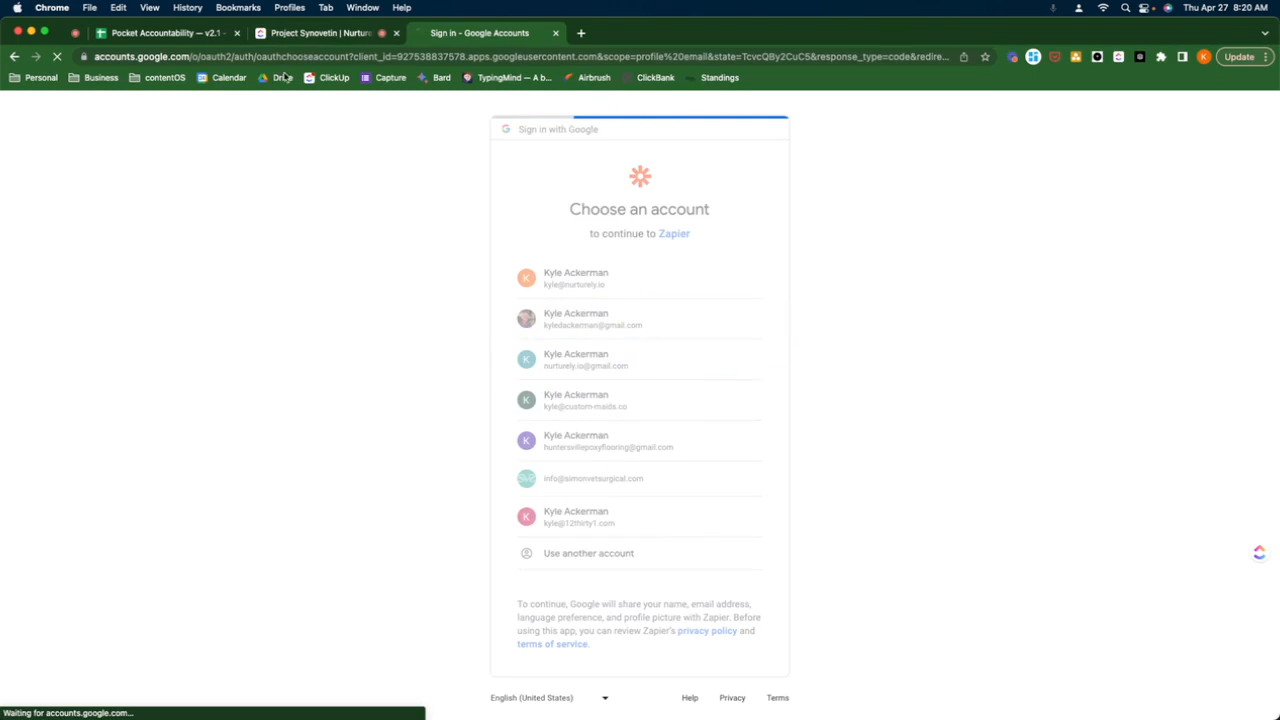 Chrome File Edit View History Bookmarks Profiles Tab Window Help Thu Apr 27 8:20 AM
Pocket Accountability — v2.1 - Project Synovetin | Nurture Sign in - Google Accounts
accounts.google.com/o/oauth2/auth/oauthchooseaccount?client_id=927538837578.apps.googleusercontent.com&scope=profile%20email&state=TcvcQBy2CuC5&response_type=code&redire... Update
Personal Business contentOS Calendar Drive ClickUp Capture Bard TypingMind — A b... Airbrush ClickBank Standings
Sign in with Google
Choose an account
to continue to Zapier
Kyle Ackerman
kyle@nurturely.io
Kyle Ackerman
kyledackerman@gmail.com
Kyle Ackerman
nurturely.io@gmail.com
Kyle Ackerman
kyle@custom-maids.co
Kyle Ackerman
huntersvilleepoxyflooring@gmail.com
info@simonvetsurgical.com
Kyle Ackerman
kyle@12thirty1.com
Use another account
To continue, Google will share your name, email address,
language preference, and profile picture with Zapier. Before
using this app, you can review Zapier's privacy policy and
terms of service.
English (United States) Help Privacy Terms
Waiting for accounts.google.com...